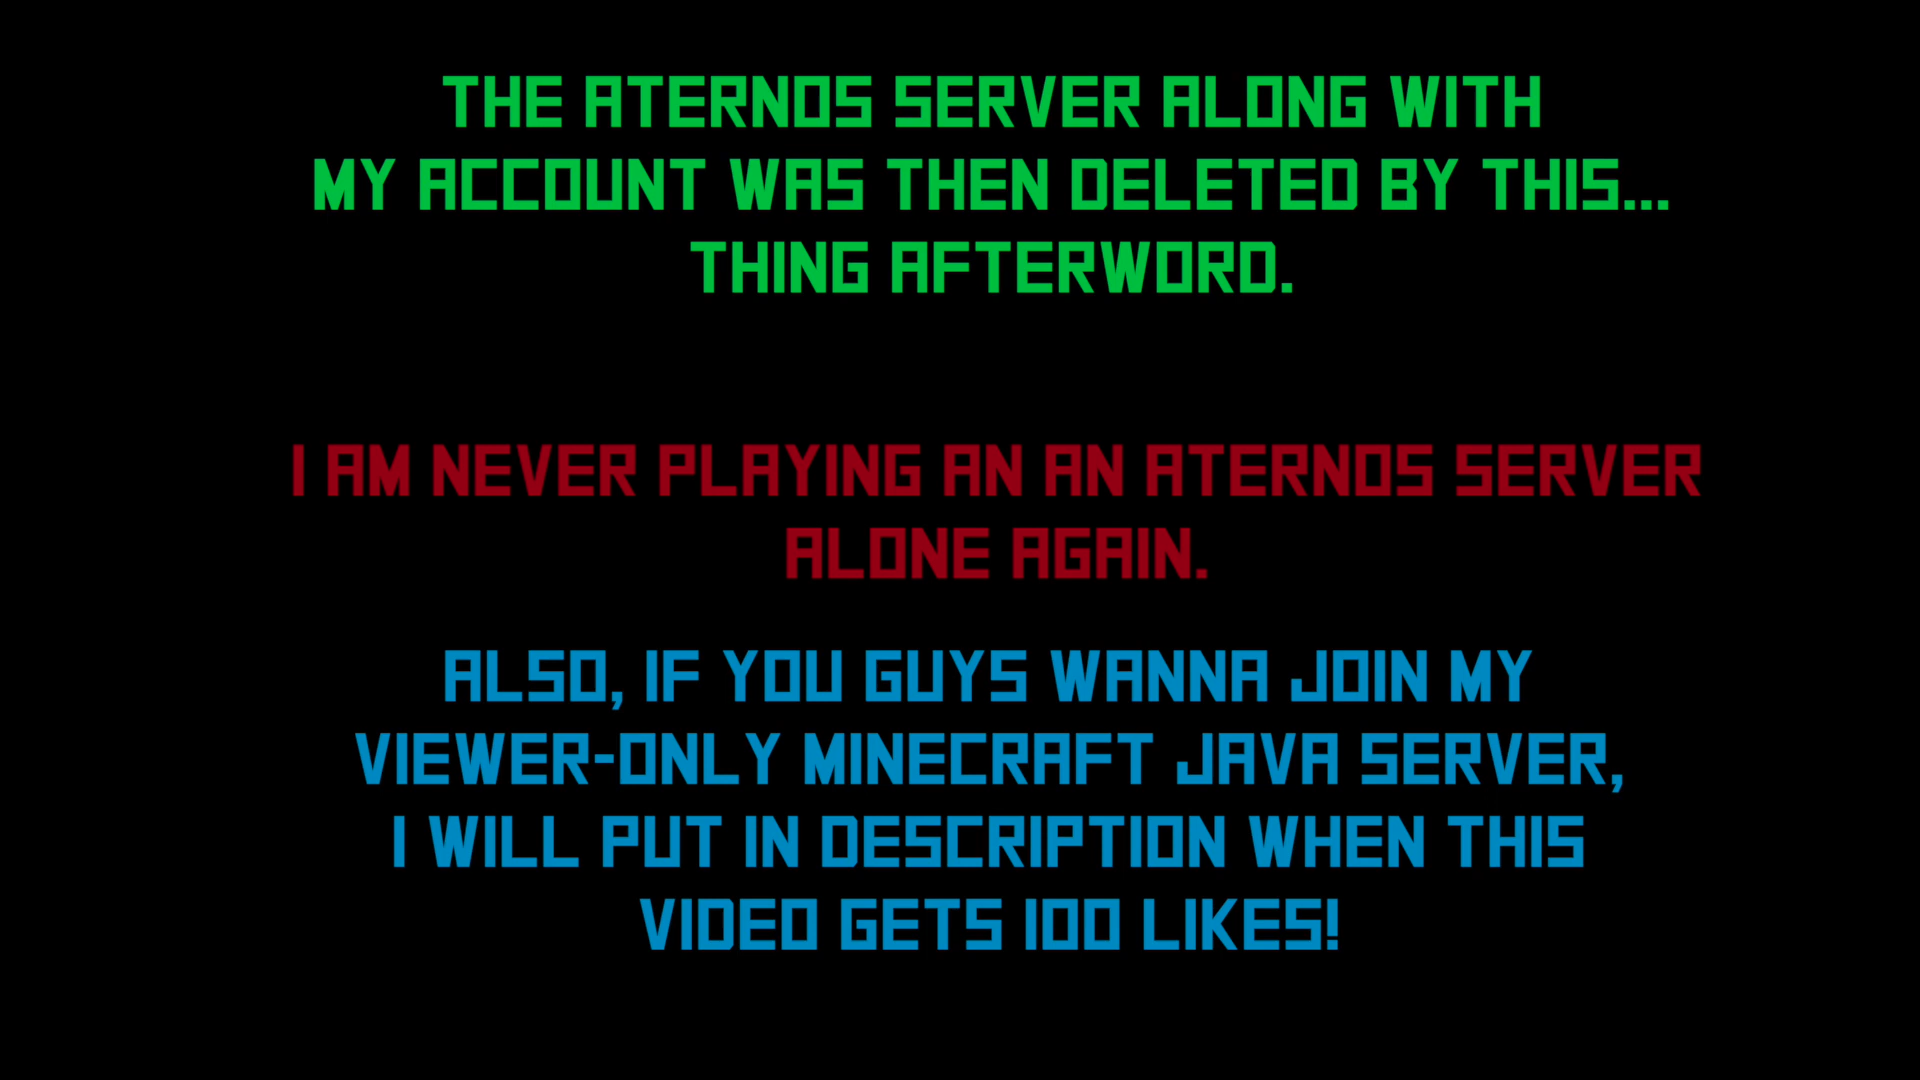 THE ATERNOS SERVER ALONG WITH
MY ACCOUNT WAS THEN DELETED BY THIS...
THING AFTERWORD.
I AM NEVER PLAYING AN AN ATERNOS SERVER
ALONE AGAIN.
ALSO, IF YOU GUYS WANNA JOIN MY
VIEWER-ONLY MINECRAFT JAVA SERVER,
I WILL PUT IN DESCRIPTION WHEN THIS
VIDEO GETS 100 LIKES!